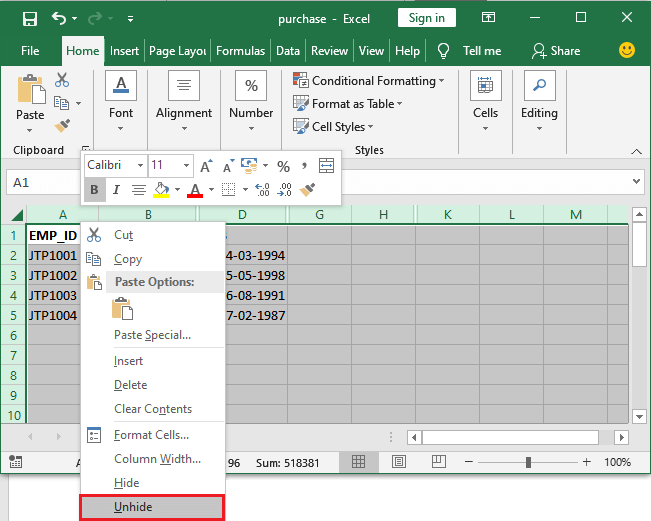 purchase - Excel Sign in
File Home Insert Page Layou Formulas Data Review View Help Tell me Share
Paste Font Alignment Number Conditional Formatting Format as Table Cell Styles Cells Editing
Clipboard Styles
Calibri 11 A A %
B I A .00
A1
A B D G H K L M
1 EMP_ID
2 JTP1001 4-03-1994
3 JTP1002 5-05-1998
4 JTP1003 6-08-1991
5 JTP1004 7-02-1987
6
7
8
9
10
Cut
Copy
Paste Options:
Paste Special...
Insert
Delete
Clear Contents
Format Cells...
Column Width...
Hide
Unhide
A 96 Sum: 518381 100%